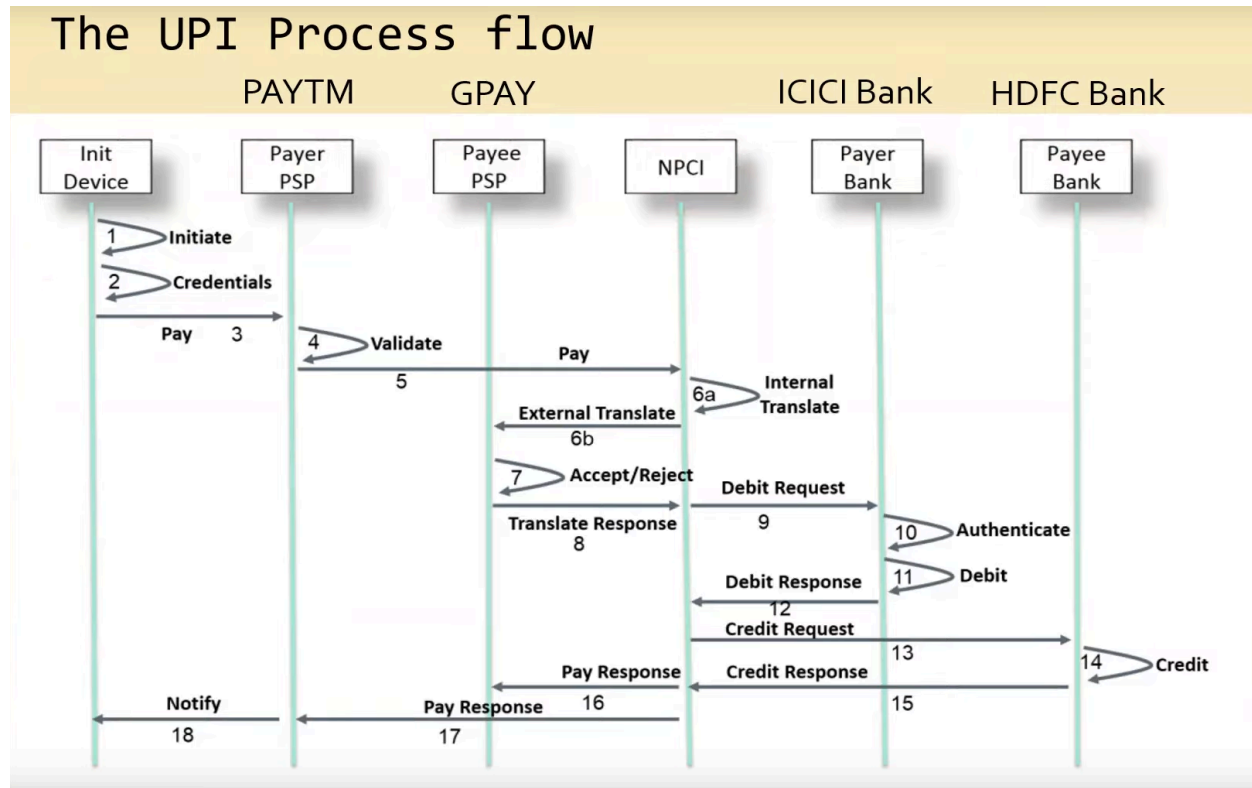 The UPI Process flow
PAYTM
GPAY
ICICI Bank
HDFC Bank
Init
Device
Payer
PSP
Payee
PSP
NPCI
Payer
Bank
Payee
Bank
1
Initiate
2
Credentials
Pay
3
4
Validate
Pay
5
6a
Internal
Translate
External Translate
6b
7
Accept/Reject
Debit Request
9
Translate Response
8
10
Authenticate
11
Debit
Debit Response
12
Credit Request
13
14
Credit
Pay Response
16
Credit Response
15
Notify
18
Pay Response
17